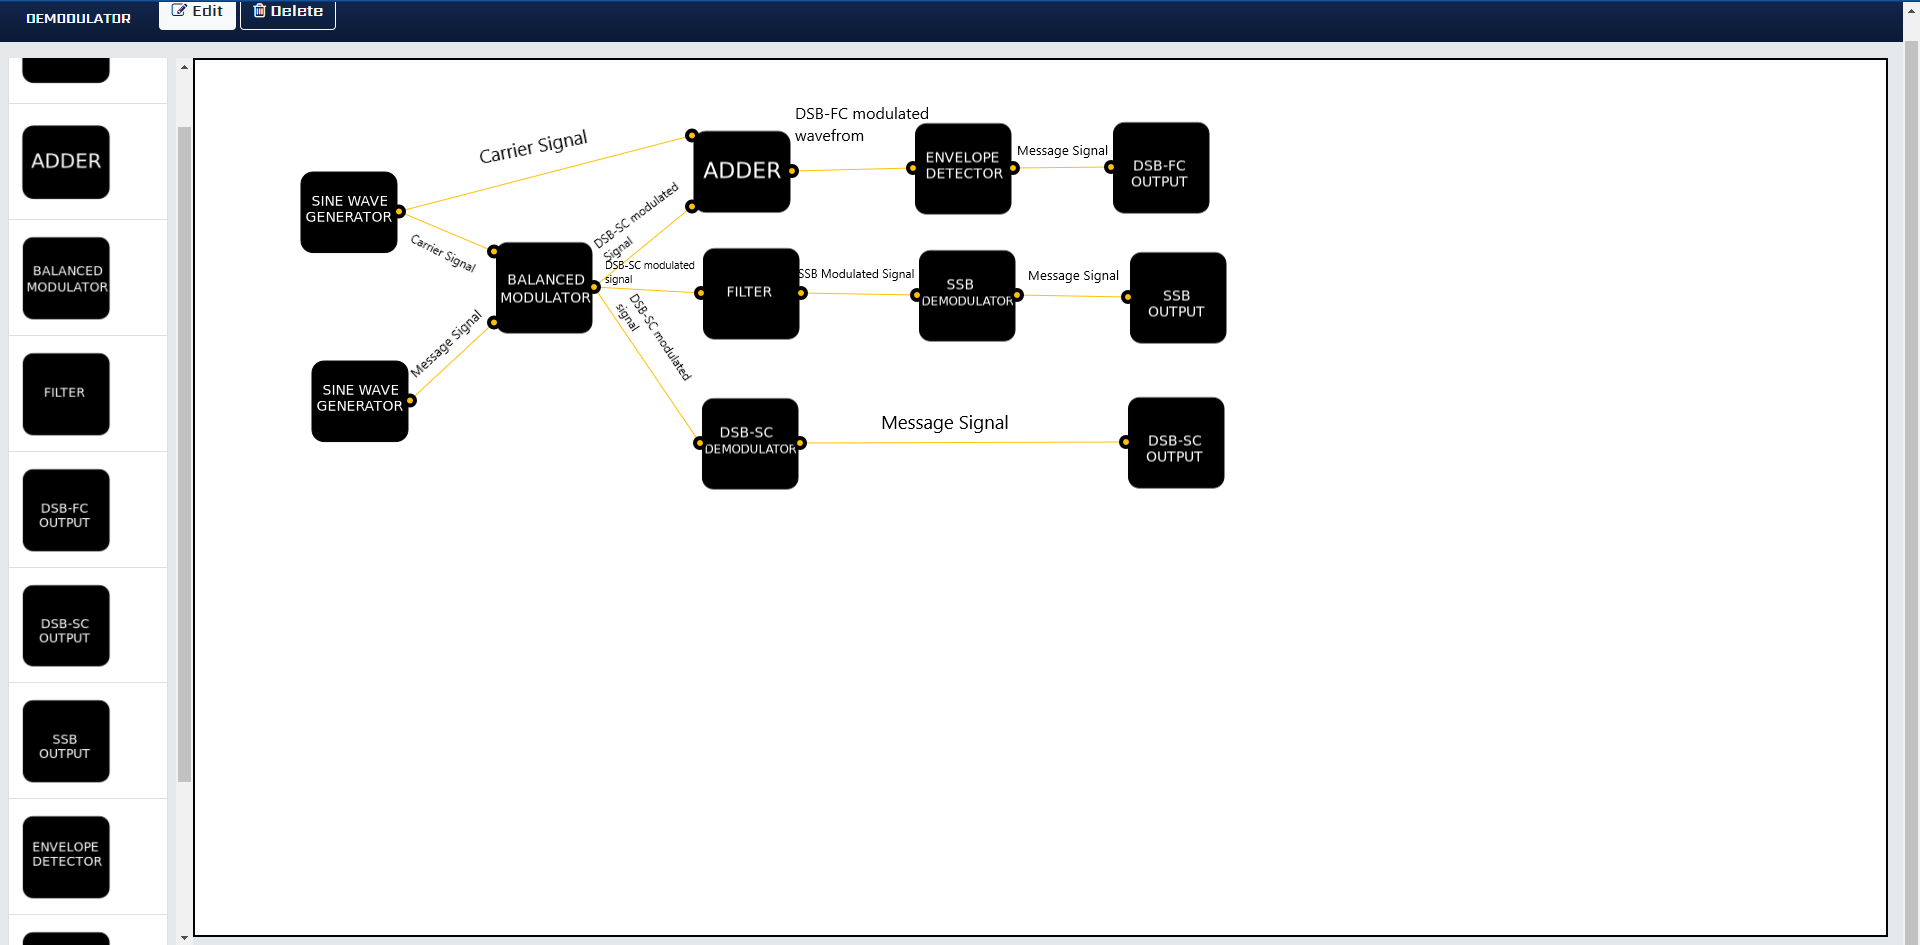 DEMODULATOR
Edit
Delete
ADDER
BALANCED
MODULATOR
FILTER
DSB-FC
OUTPUT
DSB-SC
OUTPUT
SSB
OUTPUT
ENVELOPE
DETECTOR
SINE WAVE
GENERATOR
Carrier Signal
Carrier Signal
SINE WAVE
GENERATOR
Message Signal
BALANCED
MODULATOR
DSB-SC modulated
Signal
DSB-SC modulated
signal
DSB-SC modulated
signal
ADDER
DSB-FC modulated
wavefrom
ENVELOPE
DETECTOR
Message Signal
DSB-FC
OUTPUT
FILTER
SSB Modulated Signal
SSB
DEMODULATOR
Message Signal
SSB
OUTPUT
DSB-SC
DEMODULATOR
Message Signal
DSB-SC
OUTPUT